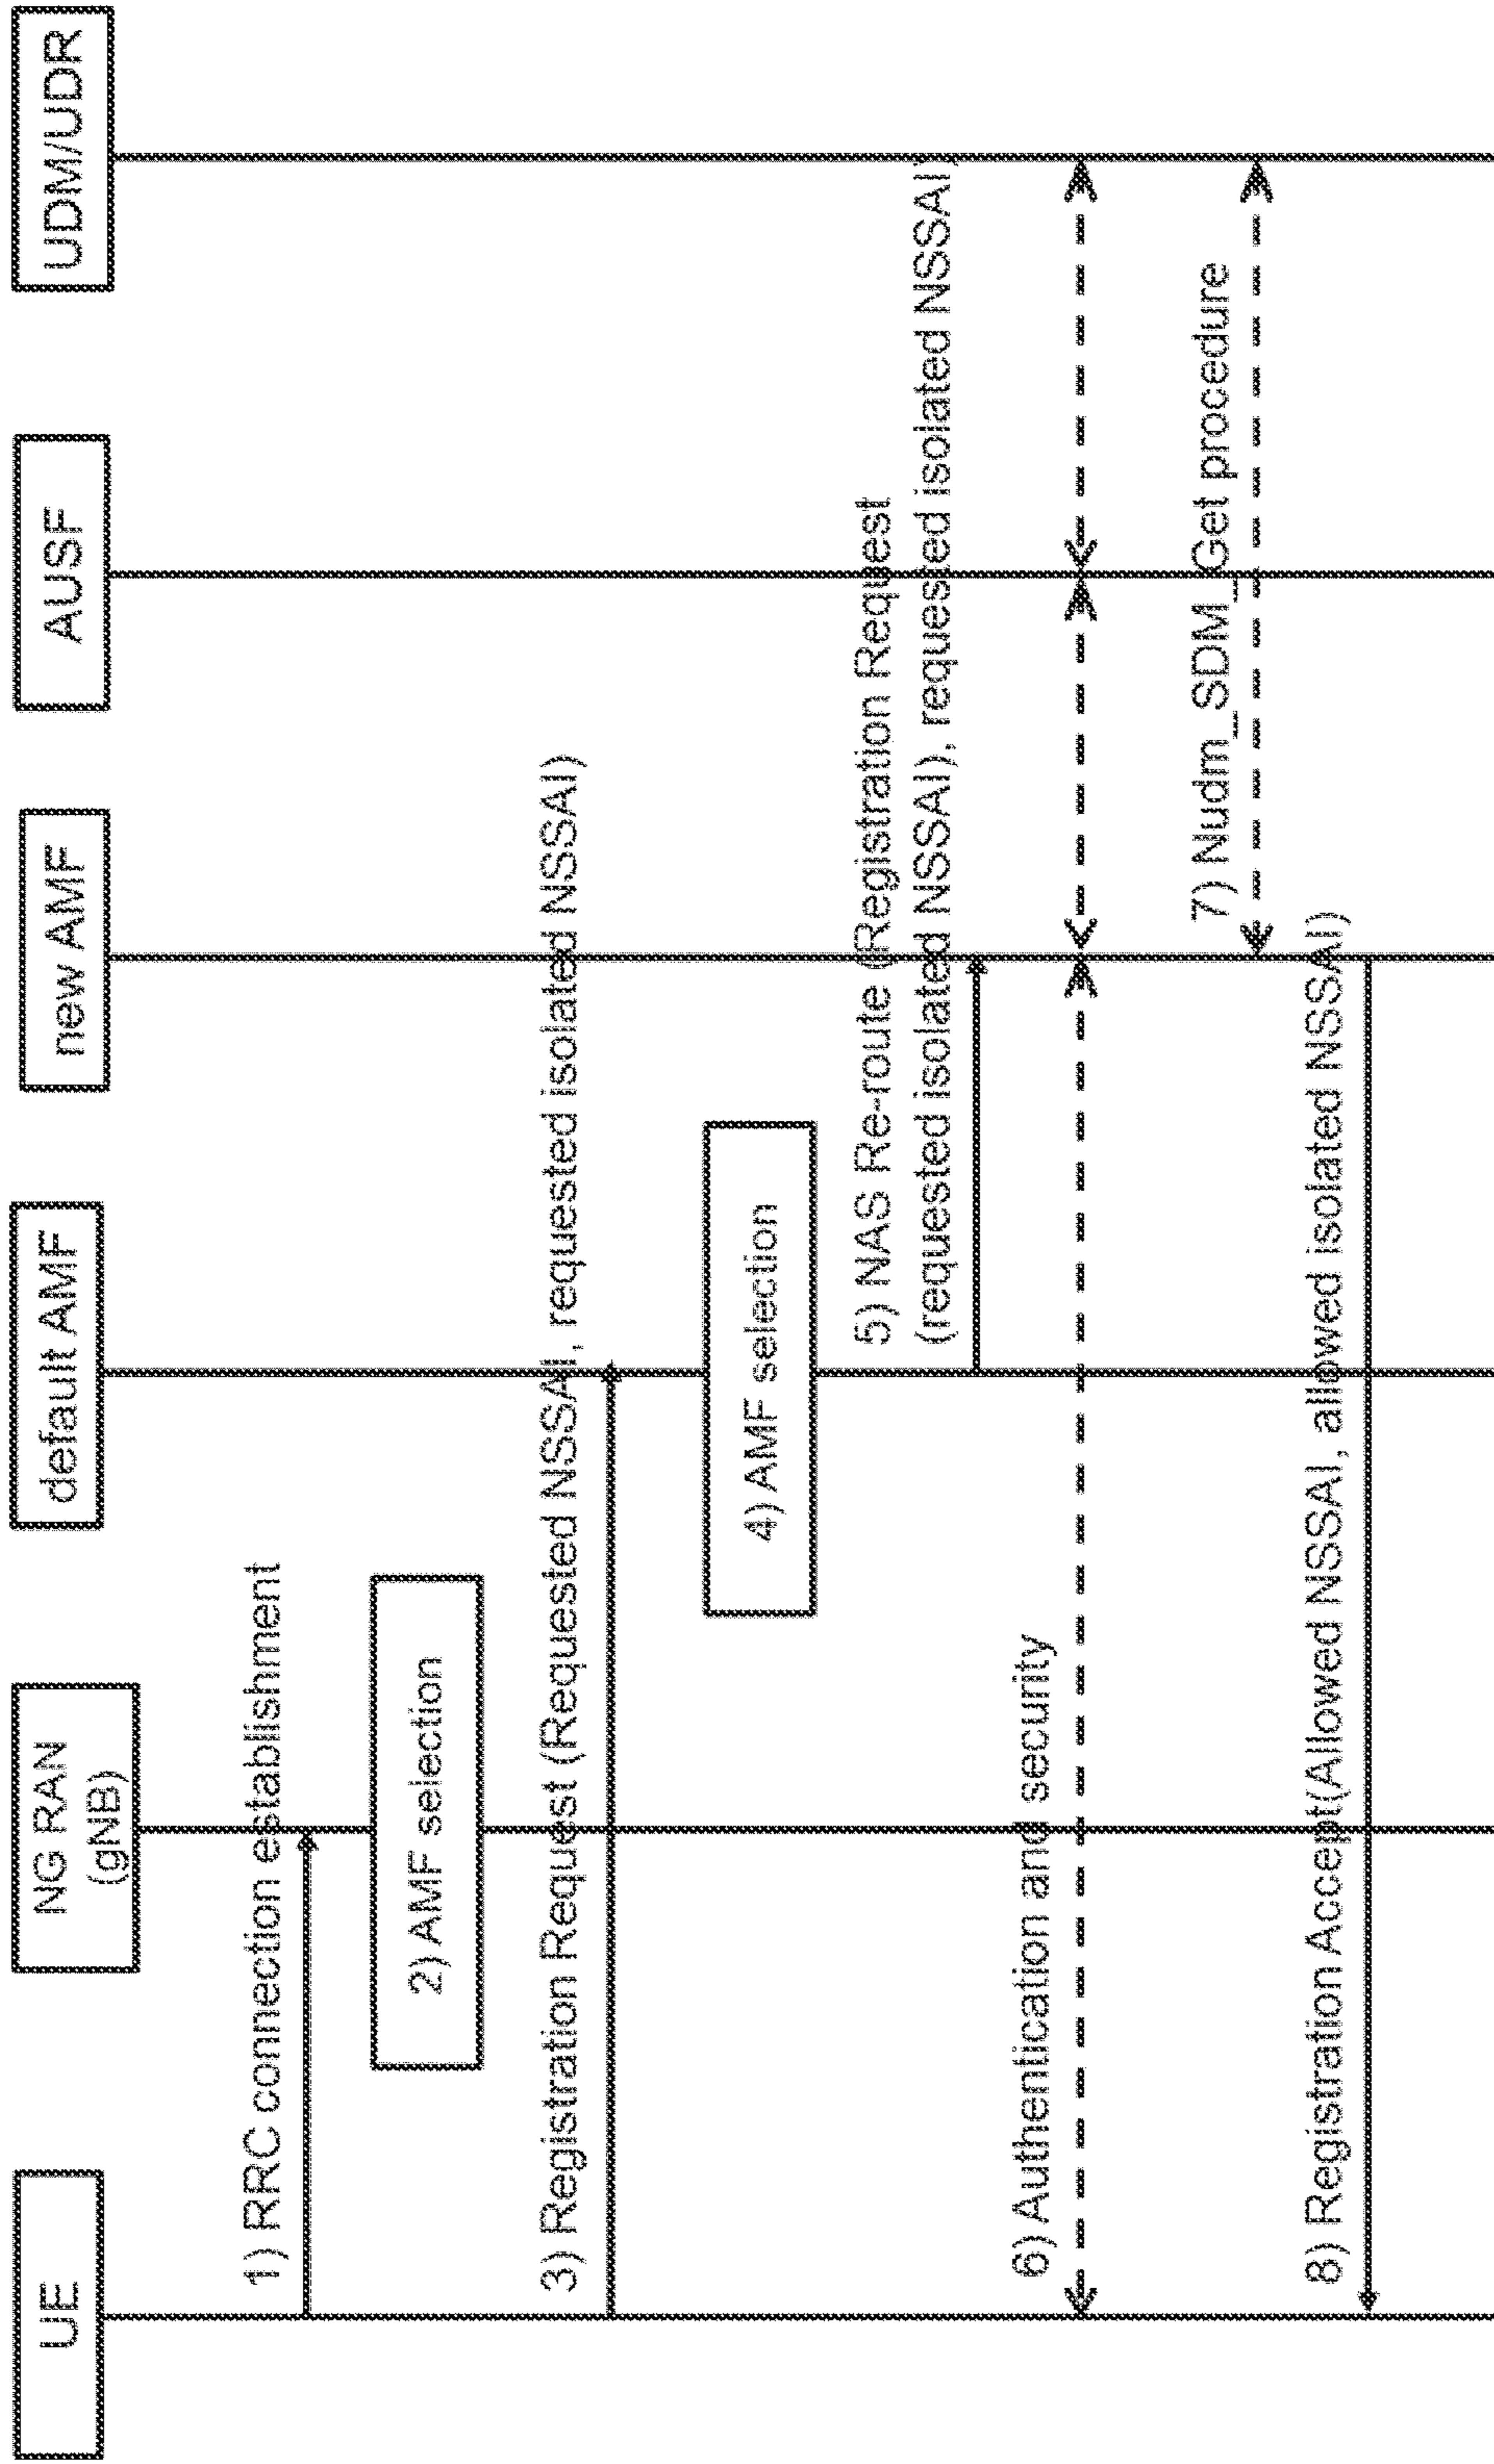 UE
NG RAN
(gNB)
default AMF
new AMF
AUSF
UDM/UDR
1) RRC connection establishment
2) AMF selection
3) Registration Request (Requested NSSAI, requested isolated NSSAI)
4) AMF selection
5) NAS Re-route (Registration Request
(requested isolated NSSAI), requested isolated NSSAI)
6) Authentication and security
7) Nudm_SDM_Get procedure
8) Registration Accept(Allowed NSSAI, allowed isolated NSSAI)